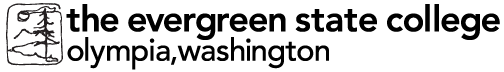 the evergreen state college
olympia,washington